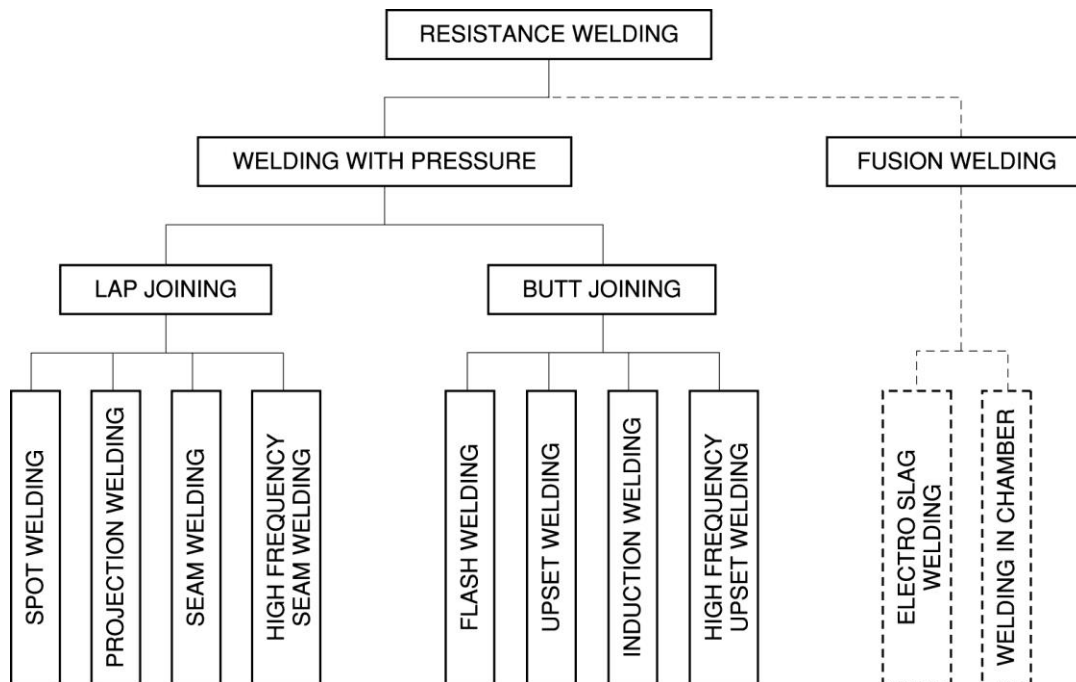 RESISTANCE WELDING
WELDING WITH PRESSURE
FUSION WELDING
LAP JOINING
BUTT JOINING
SPOT WELDING
PROJECTION WELDING
SEAM WELDING
HIGH FREQUENCY
SEAM WELDING
FLASH WELDING
UPSET WELDING
INDUCTION WELDING
HIGH FREQUENCY
UPSET WELDING
ELECTRO SLAG
WELDING
WELDING IN CHAMBER